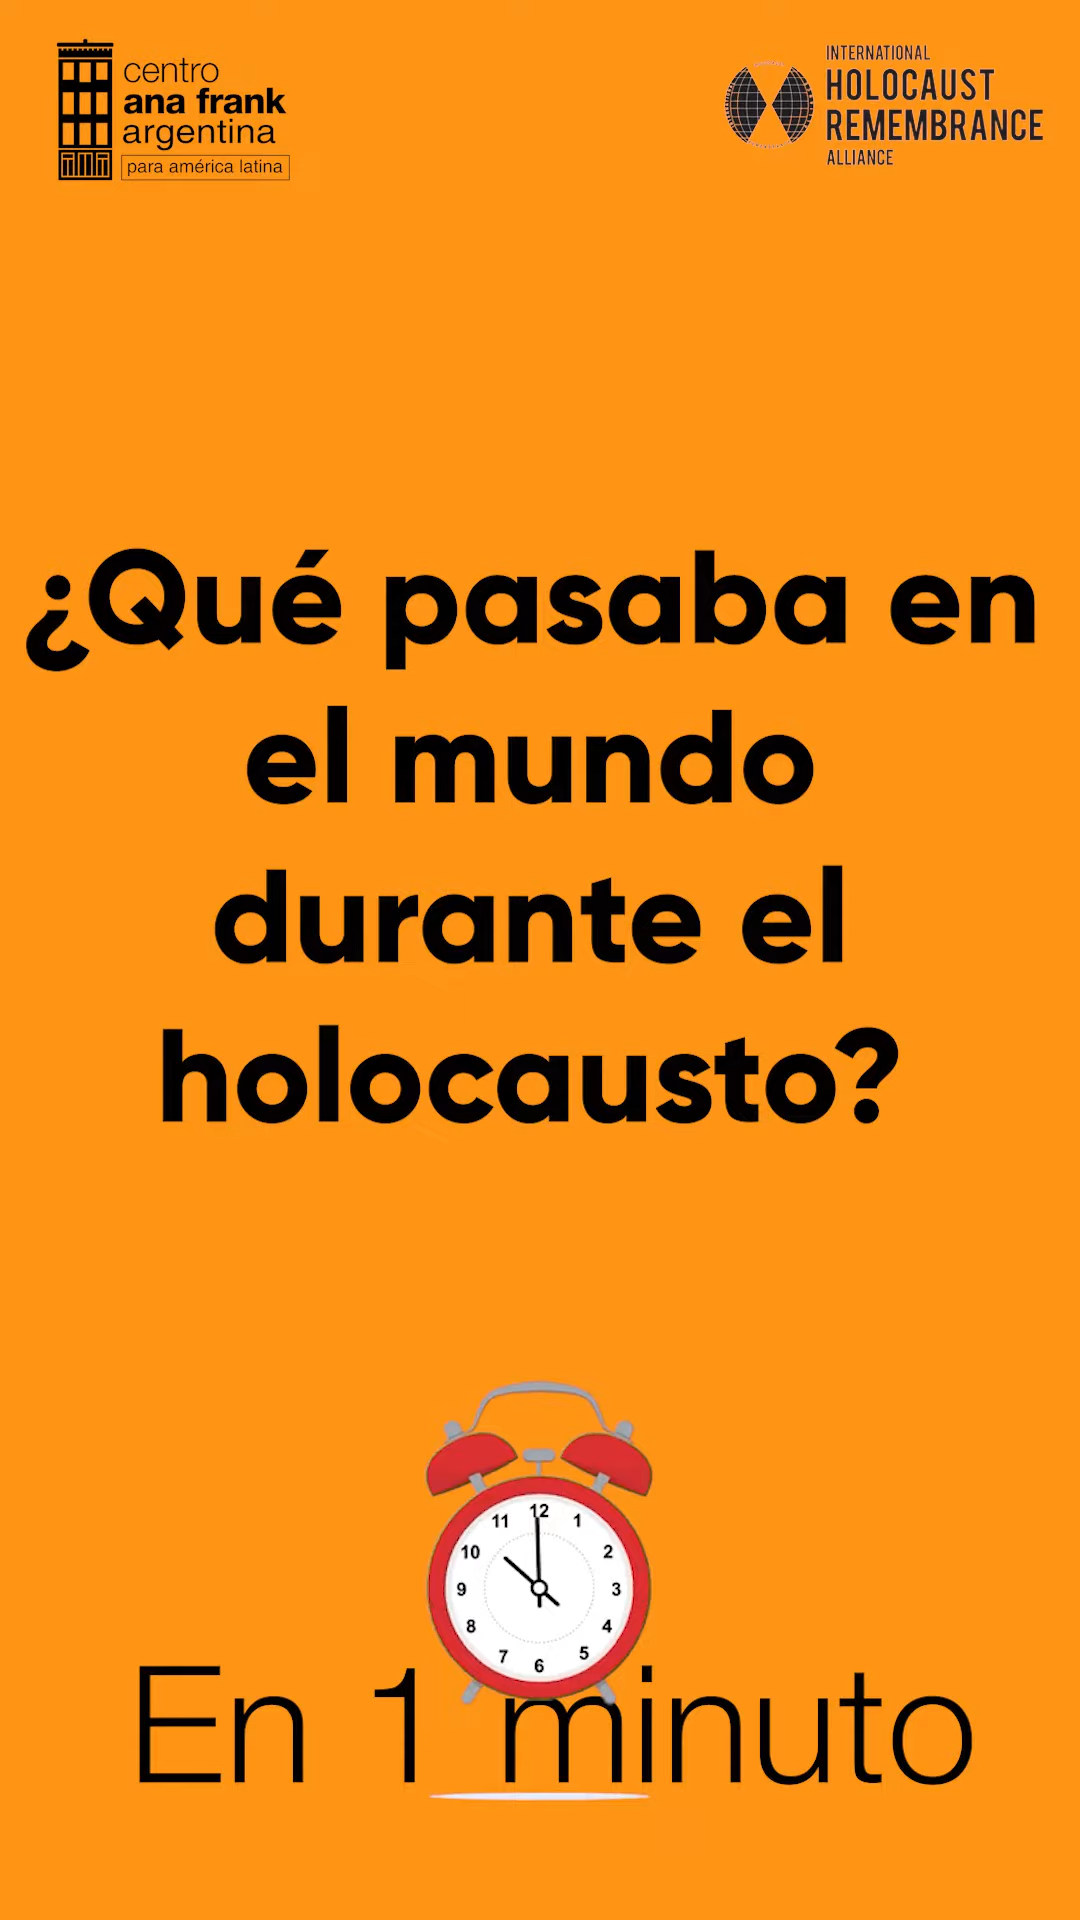 centro
ana frank
argentina
para américa latina
INTERNATIONAL
HOLOCAUST
REMEMBRANCE
ALLIANCE
¿Qué pasaba en
el mundo
durante el
holocausto?
12
11 1
10 2
9 3
8 4
7 5
6
En 1 minuto